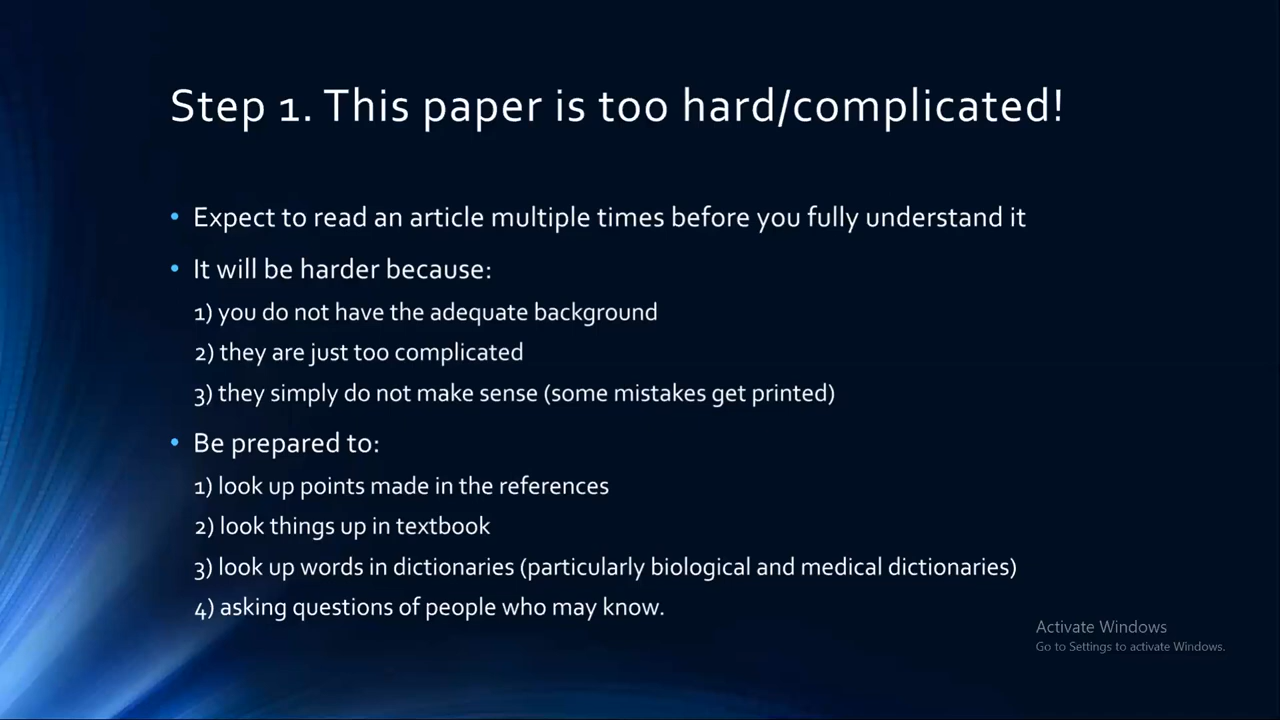 Step 1. This paper is too hard/complicated!
• Expect to read an article multiple times before you fully understand it
• It will be harder because:
1) you do not have the adequate background
2) they are just too complicated
3) they simply do not make sense (some mistakes get printed)
• Be prepared to:
1) look up points made in the references
2) look things up in textbook
3) look up words in dictionaries (particularly biological and medical dictionaries)
4) asking questions of people who may know.
Activate Windows
Go to Settings to activate Windows.